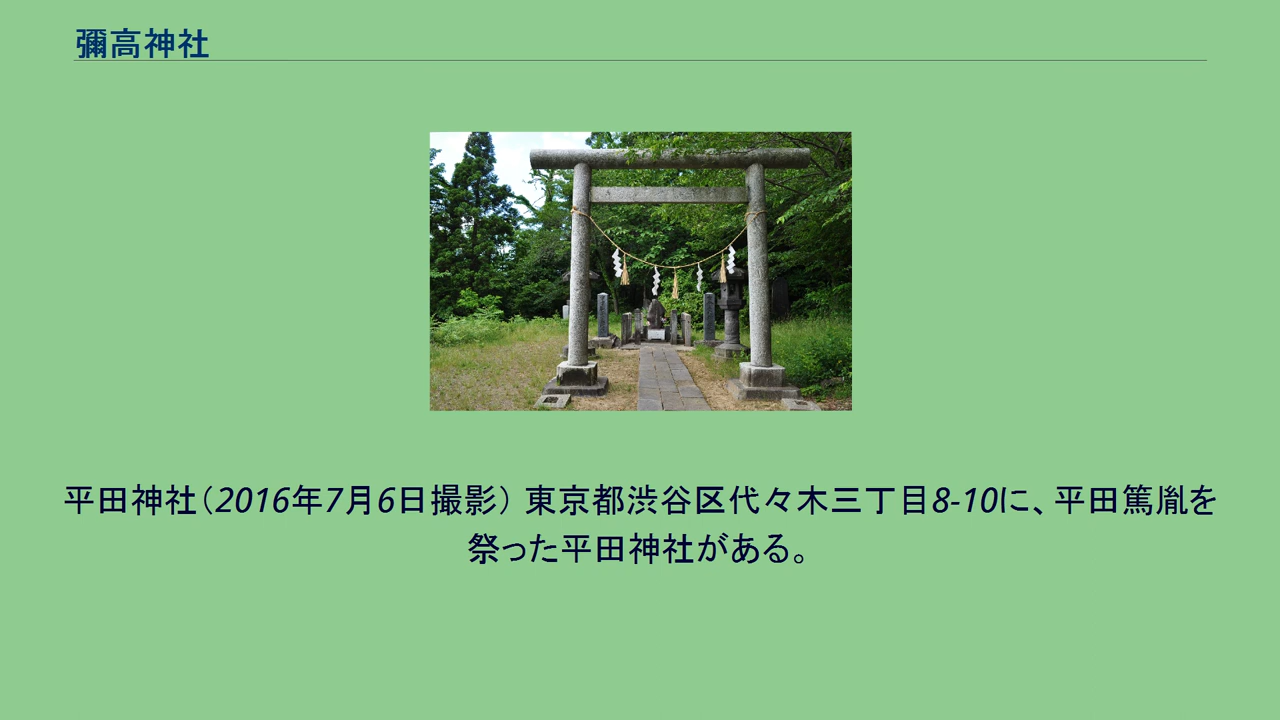 彌高神社
平田神社（2016年7月6日撮影） 東京都渋谷区代々木三丁目8-10に、平田篤胤を
祭った平田神社がある。